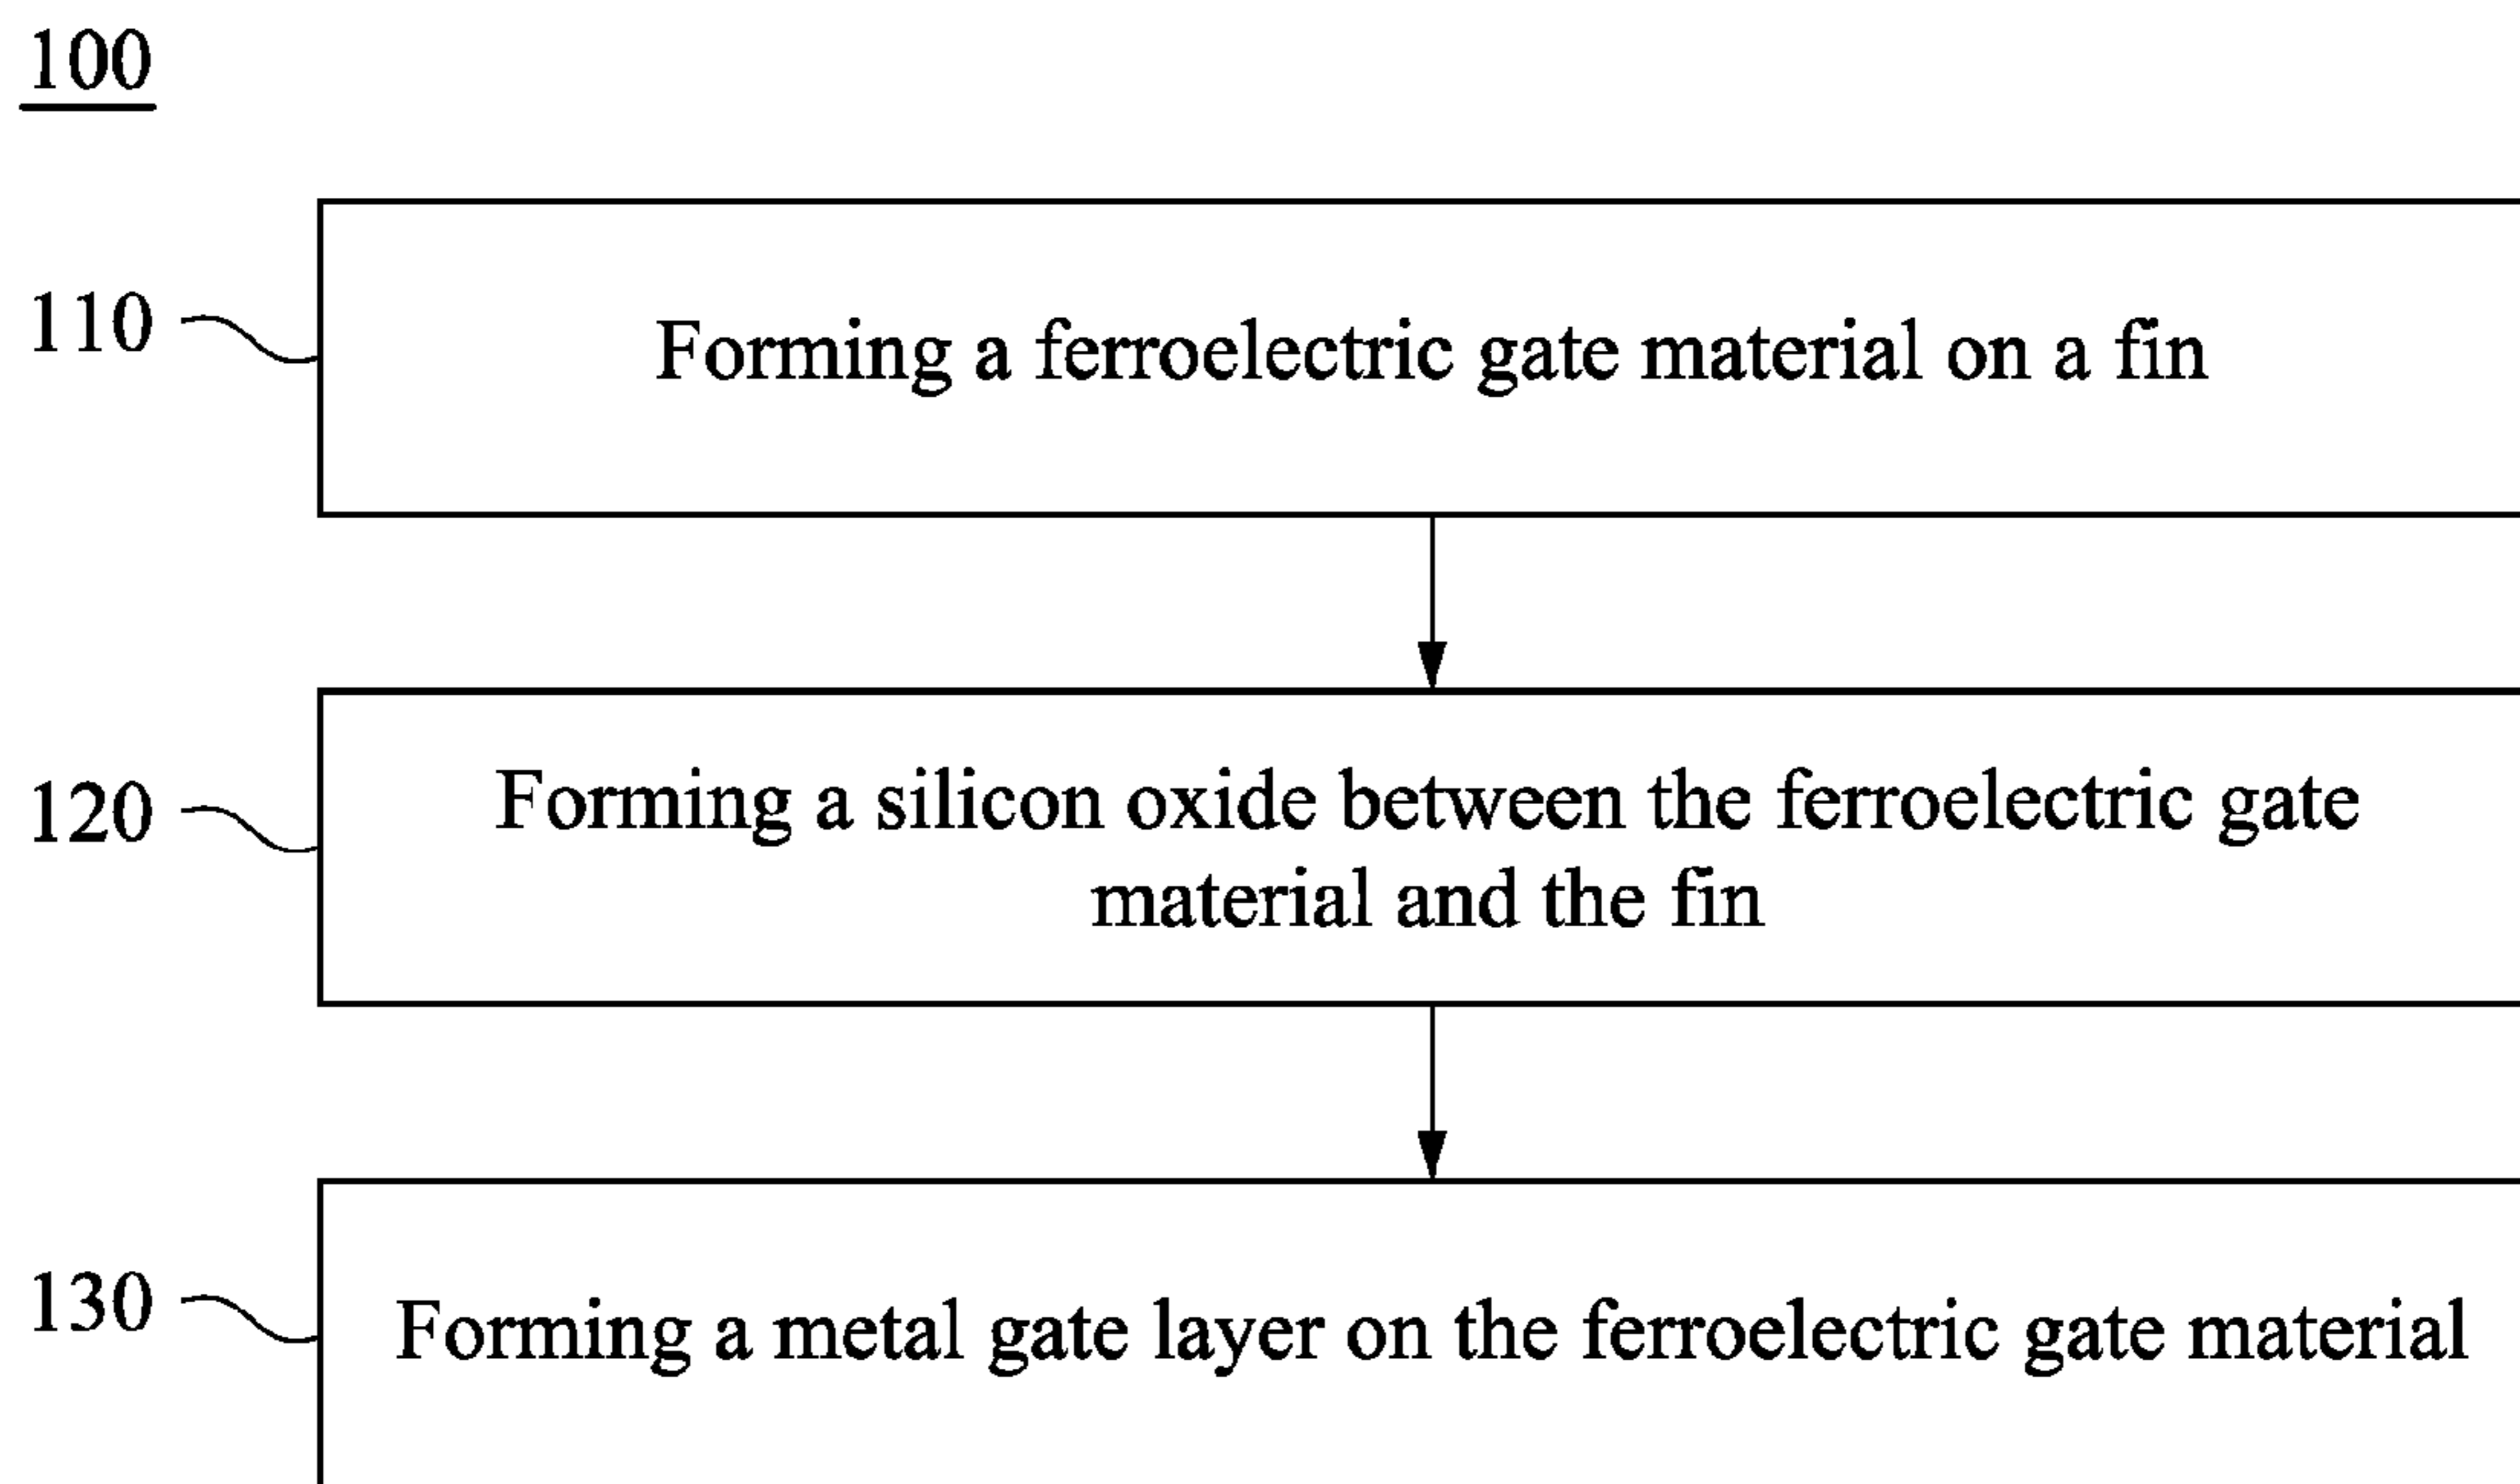 100
110
Forming a ferroelectric gate material on a fin
120
Forming a silicon oxide between the ferroelectric gate
material and the fin
130
Forming a metal gate layer on the ferroelectric gate material